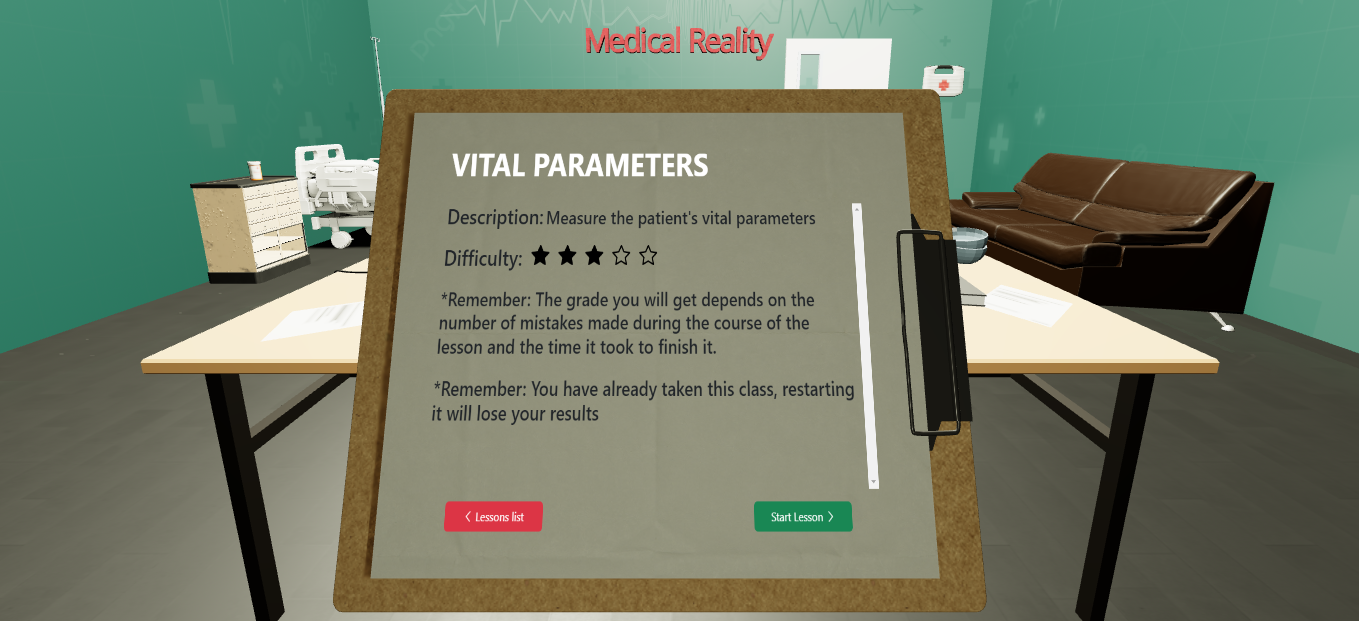 Medical Reality
VITAL PARAMETERS
Description: Measure the patient's vital parameters
Difficulty:
*Remember: The grade you will get depends on the
number of mistakes made during the course of the
lesson and the time it took to finish it.
*Remember: You have already taken this class, restarting
it will lose your results
Lessons list
Start Lesson